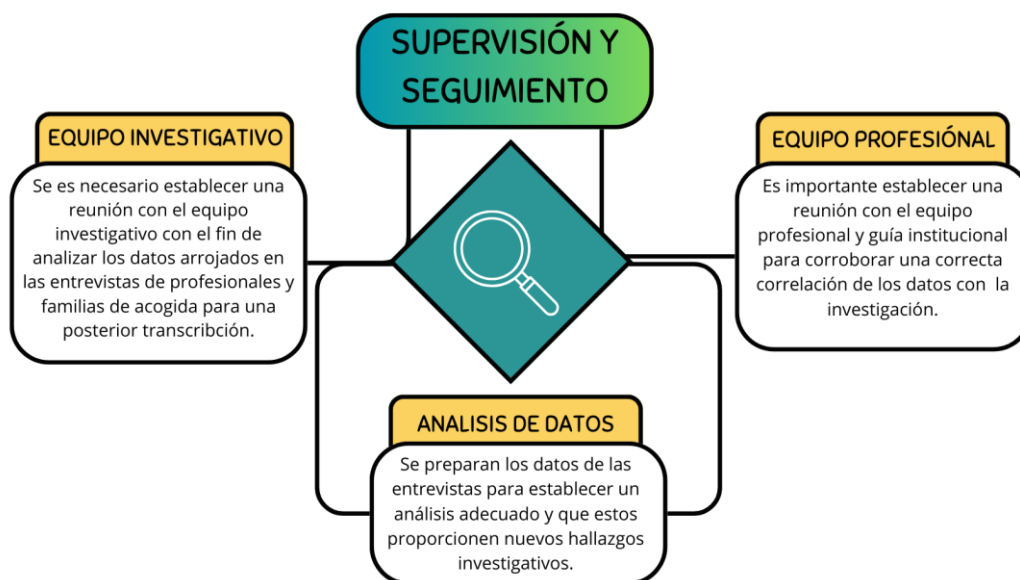 SUPERVISIÓN Y
SEGUIMIENTO
EQUIPO INVESTIGATIVO
Se es necesario establecer una
reunión con el equipo
investigativo con el fin de
analizar los datos arrojados en
las entrevistas de profesionales y
familias de acogida para una
posterior transcribción.
EQUIPO PROFESIÓNAL
Es importante establecer una
reunión con el equipo
profesional y guía institucional
para corroborar una correcta
correlación de los datos con la
investigación.
ANALISIS DE DATOS
Se preparan los datos de las
entrevistas para establecer un
análisis adecuado y que estos
proporcionen nuevos hallazgos
investigativos.